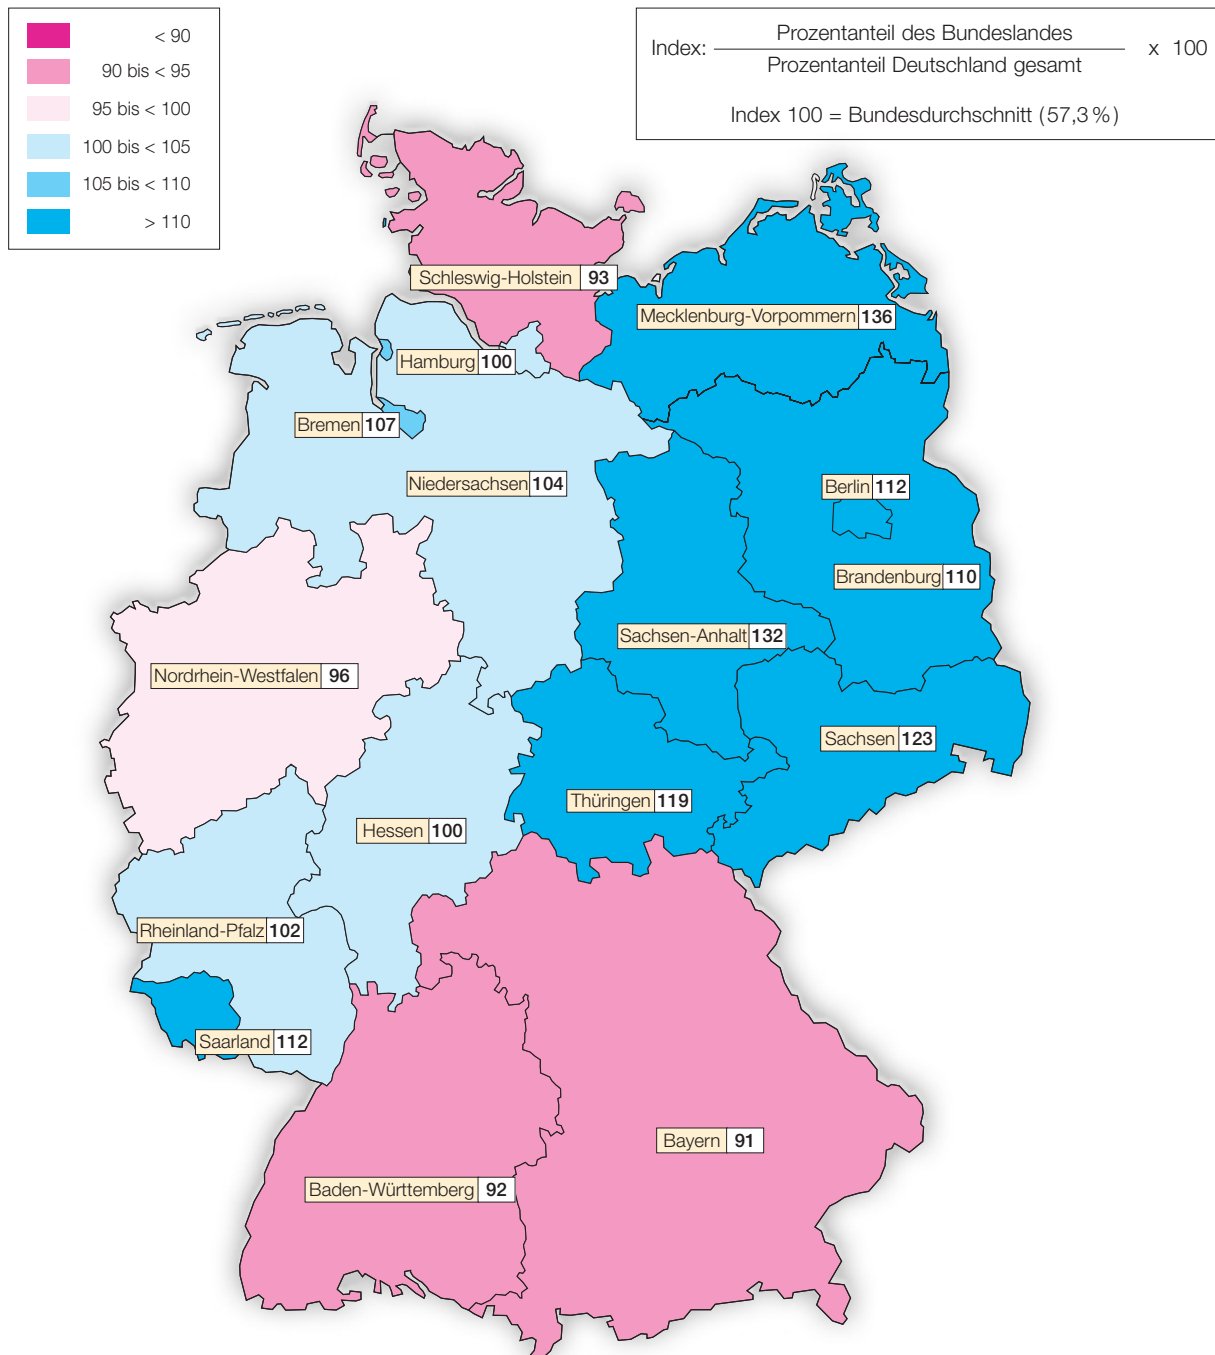 < 90
90 bis < 95
95 bis < 100
100 bis < 105
105 bis < 110
> 110
Index: Prozentanteil des Bundeslandes x 100
Prozentanteil Deutschland gesamt
Index 100 = Bundesdurchschnitt (57,3 %)
Schleswig-Holstein 93
Mecklenburg-Vorpommern 136
Hamburg 100
Bremen 107
Niedersachsen 104
Berlin 112
Brandenburg 110
Sachsen-Anhalt 132
Nordrhein-Westfalen 96
Sachsen 123
Thüringen 119
Hessen 100
Rheinland-Pfalz 102
Saarland 112
Bayern 91
Baden-Württemberg 92